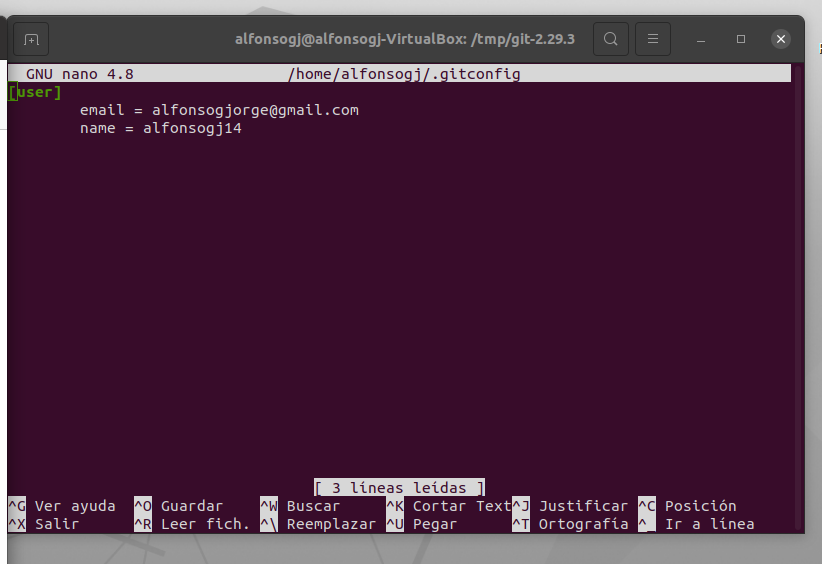 alfonsogj@alfonsogj-VirtualBox: /tmp/git-2.29.3
GNU nano 4.8 /home/alfonsogj/.gitconfig
[user]
email = alfonsogjorge@gmail.com
name = alfonsogj14
[ 3 líneas leídas ]
^G Ver ayuda ^O Guardar ^W Buscar ^K Cortar Text ^J Justificar ^C Posición
^X Salir ^R Leer fich. ^\ Reemplazar ^U Pegar ^T Ortografía ^_ Ir a línea